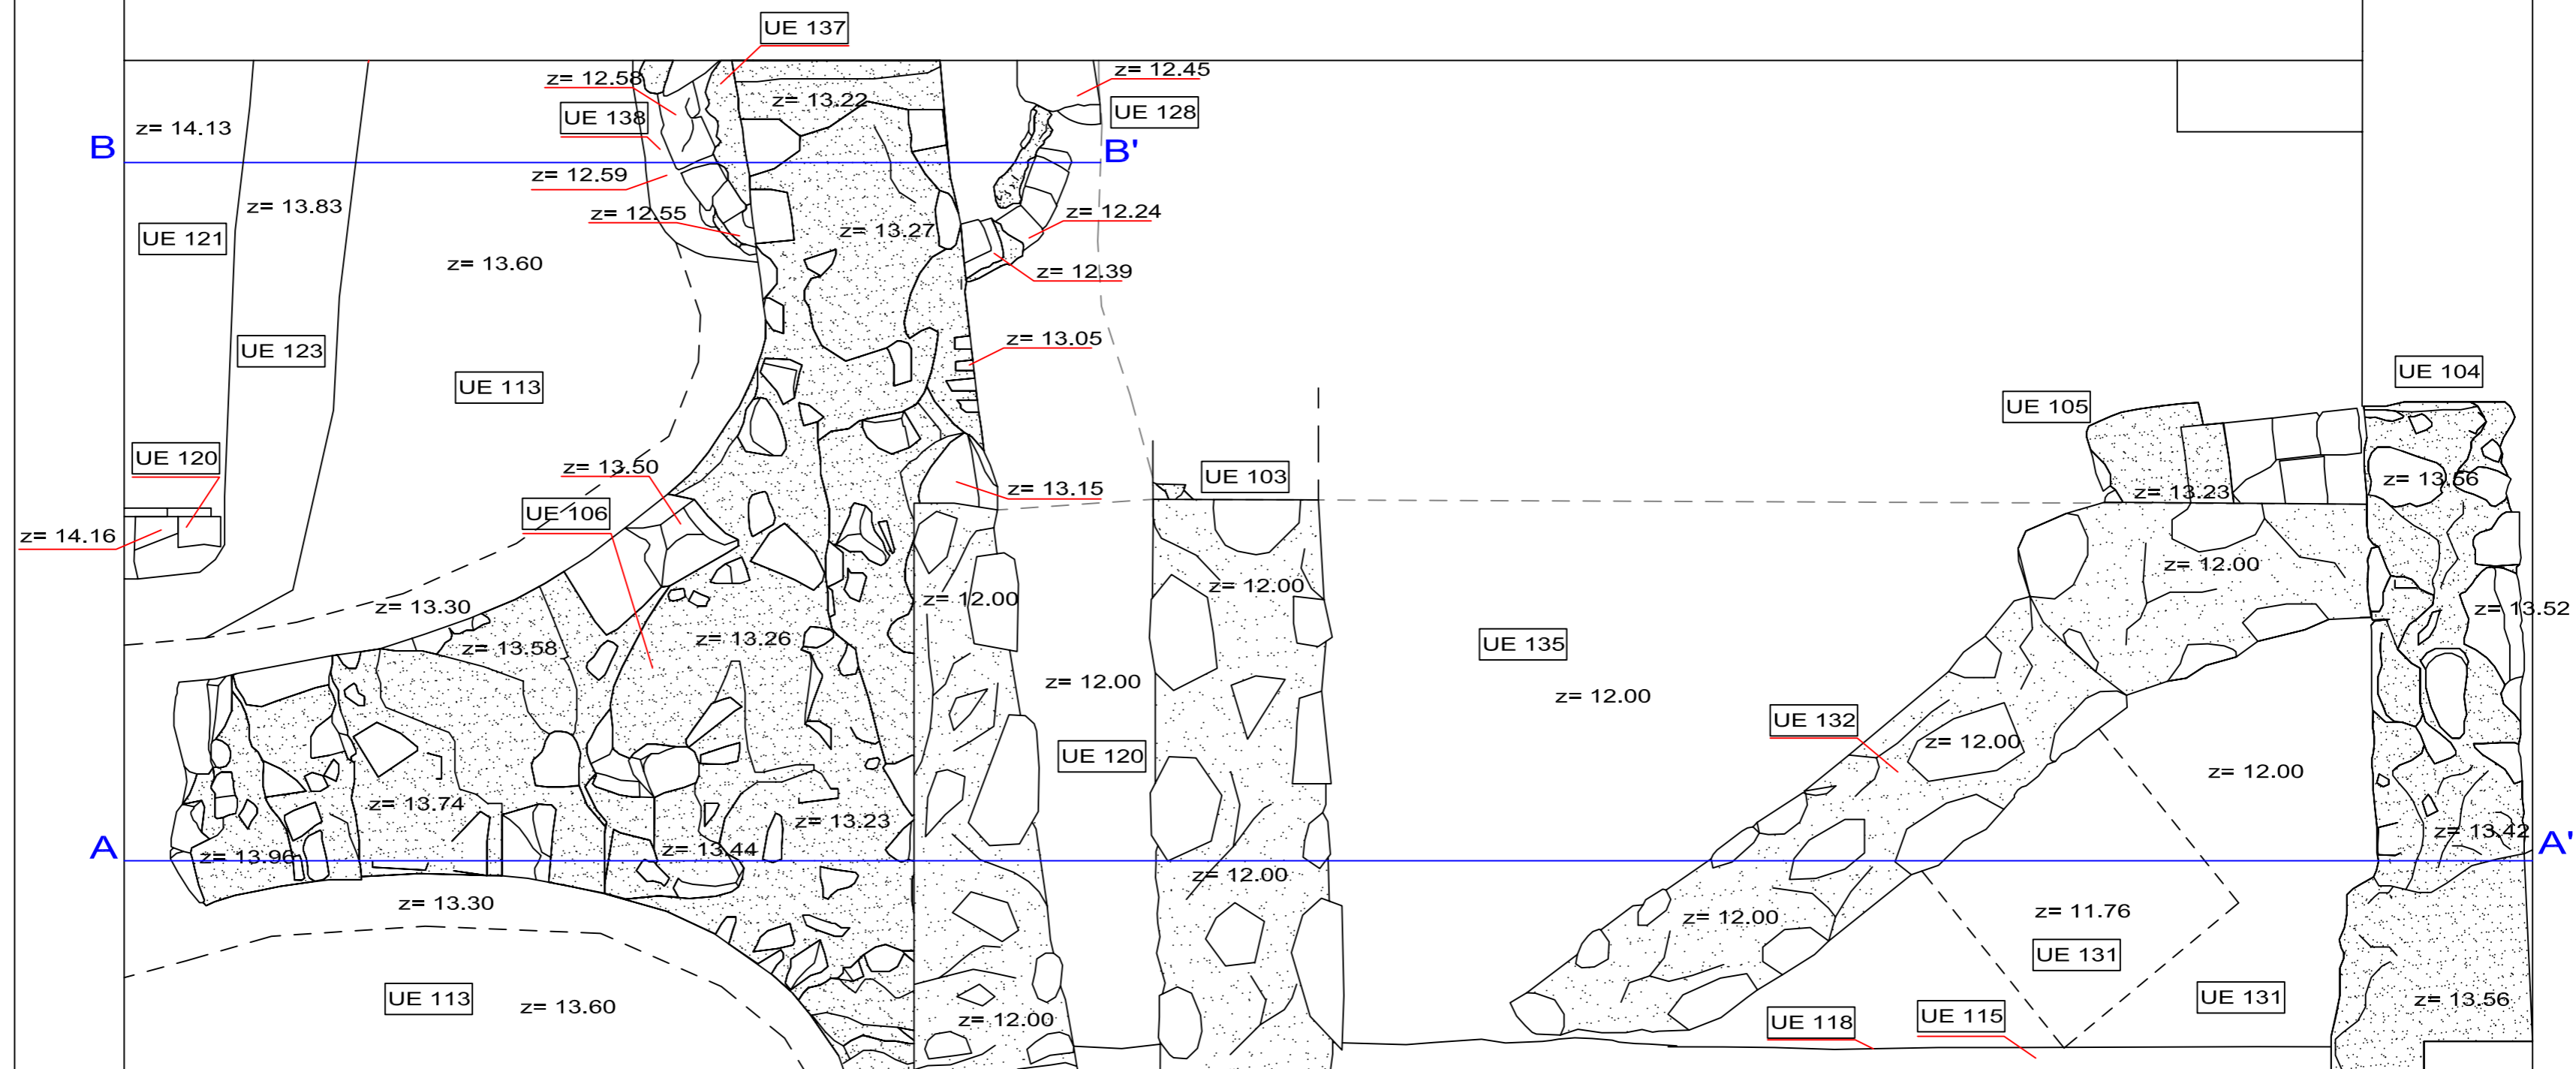 UE 137
z= 12.58
z= 12.45
z= 13.22
UE 138
UE 128
z= 14.13
B
B'
z= 12.59
z= 13.83
z= 12.55
z= 12.24
UE 121
z= 13.27
z= 13.60
z= 12.39
z= 13.05
UE 123
UE 104
UE 113
UE 105
UE 120
z= 13.50
UE 103
z= 13.56
z= 13.15
z= 13.23
UE 106
z= 14.16
z= 12.00
z= 12.00
z= 12.00
z= 13.30
z= 13.52
z= 13.26
z= 13.58
UE 135
z= 12.00
z= 12.00
UE 132
z= 12.00
UE 120
z= 12.00
z= 13.74
z= 13.23
z= 13.42
A
A'
z= 13.44
z= 13.96
z= 12.00
z= 13.30
z= 11.76
z= 12.00
UE 131
UE 113
z= 13.60
UE 131
z= 13.56
z= 12.00
UE 118
UE 115